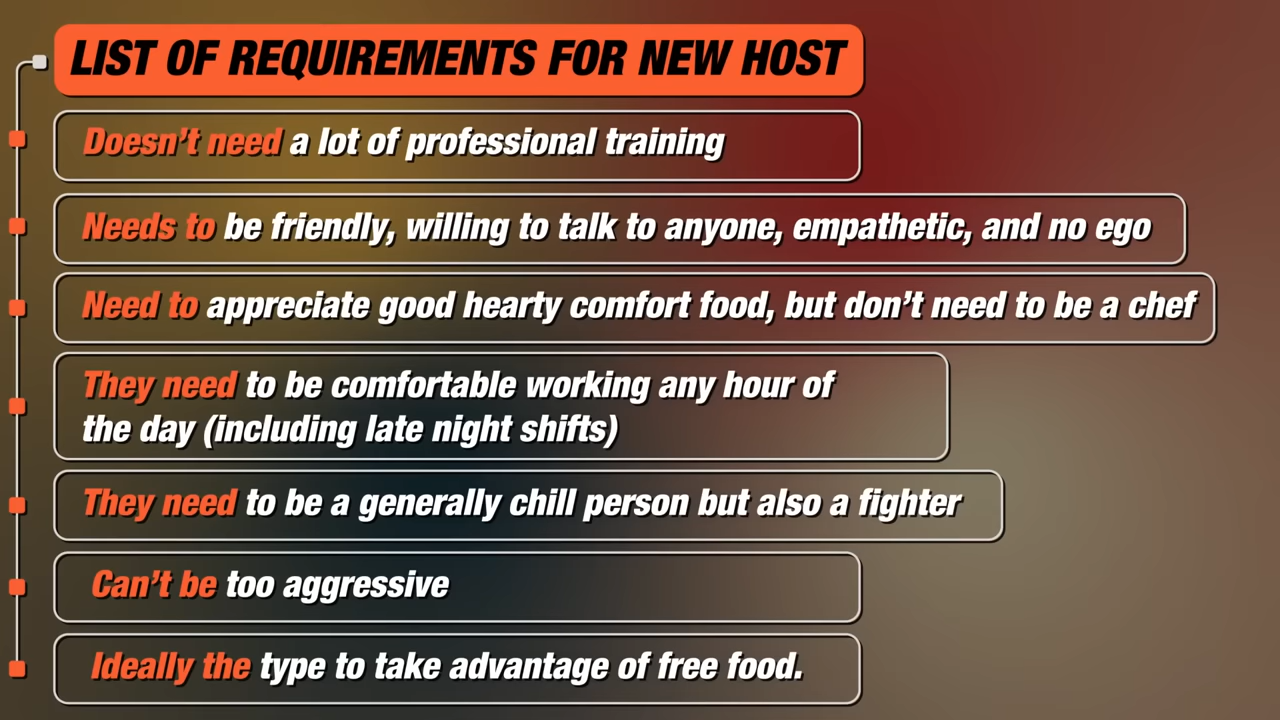 LIST OF REQUIREMENTS FOR NEW HOST
Doesn't need a lot of professional training
Needs to be friendly, willing to talk to anyone, empathetic, and no ego
Need to appreciate good hearty comfort food, but don't need to be a chef
They need to be comfortable working any hour of
the day (including late night shifts)
They need to be a generally chill person but also a fighter
Can't be too aggressive
Ideally the type to take advantage of free food.